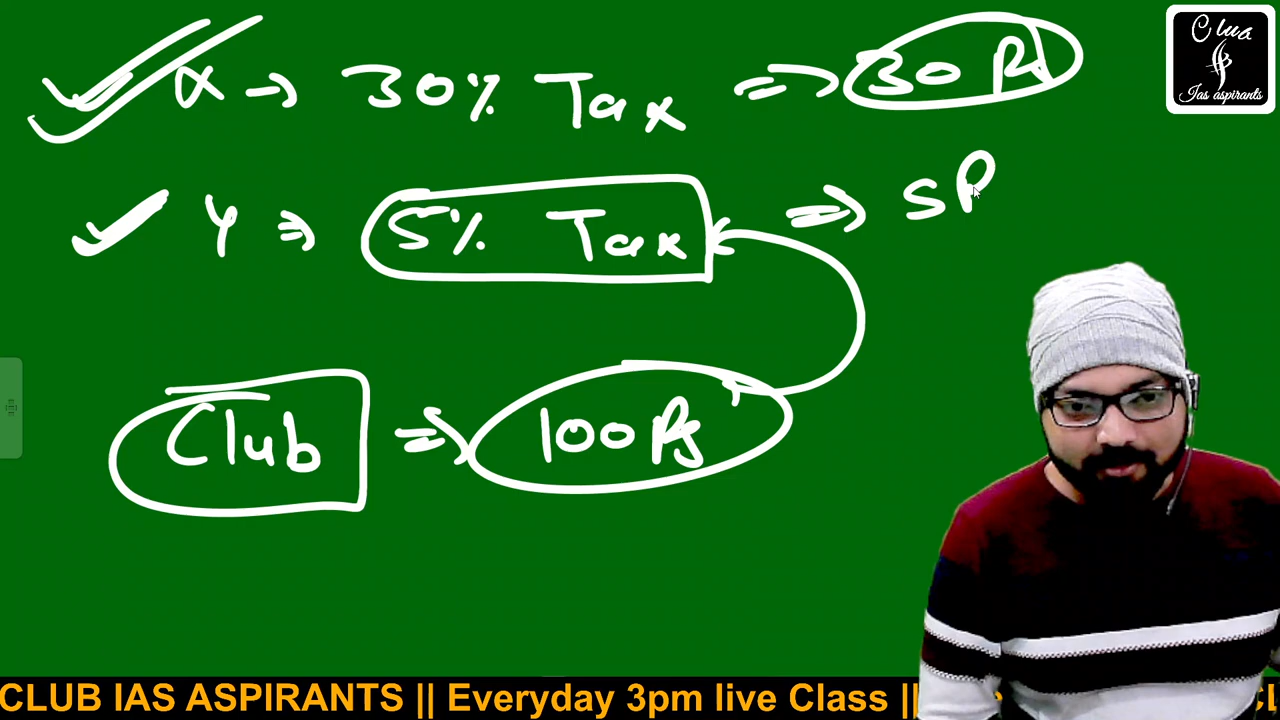 Club
Ias aspirants
X → 30% Tax ⇒ 30 Rs
Y ⇒ 5% Tax ⇒ 5 R
Club ⇒ 100 Rs
CLUB IAS ASPIRANTS || Everyday 3pm live Class ||